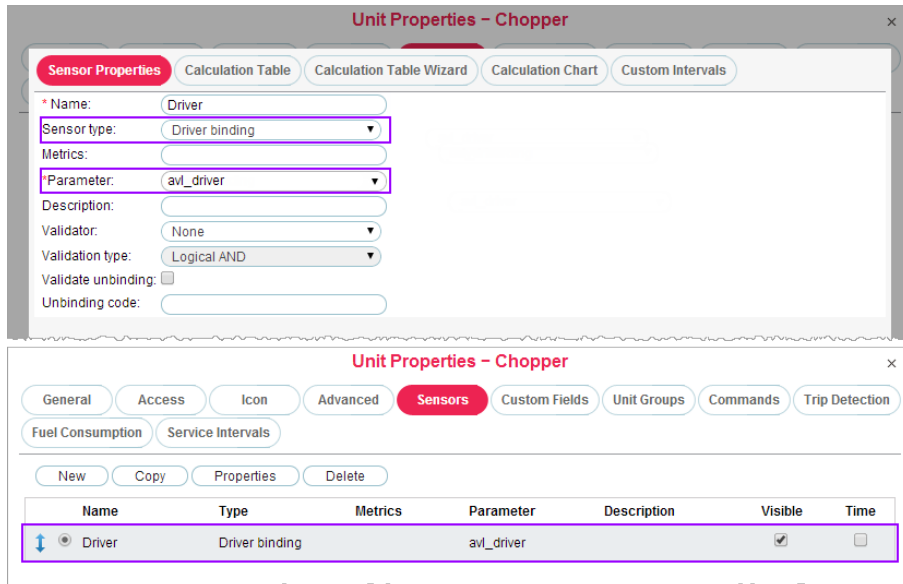 Unit Properties – Chopper ×
Sensor Properties Calculation Table Calculation Table Wizard Calculation Chart Custom Intervals
* Name: Driver
Sensor type: Driver binding
Metrics:
*Parameter: avl_driver
Description:
Validator: None
Validation type: Logical AND
Validate unbinding:
Unbinding code:
Unit Properties – Chopper ×
General Access Icon Advanced Sensors Custom Fields Unit Groups Commands Trip Detection
Fuel Consumption Service Intervals
New Copy Properties Delete
Name Type Metrics Parameter Description Visible Time
Driver Driver binding avl_driver